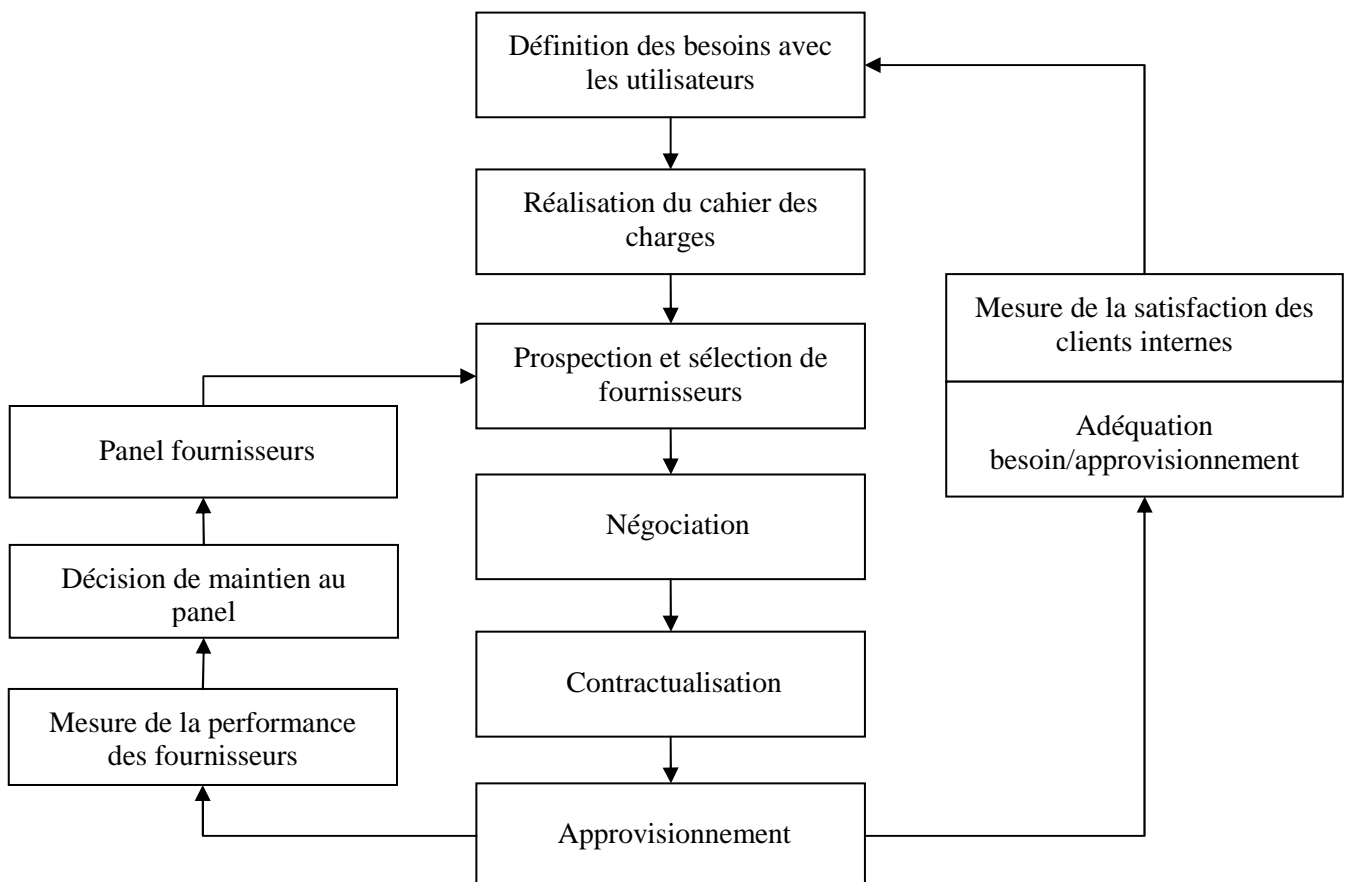 Définition des besoins avec
les utilisateurs
Réalisation du cahier des
charges
Prospection et sélection de
fournisseurs
Négociation
Contractualisation
Approvisionnement
Panel fournisseurs
Décision de maintien au
panel
Mesure de la performance
des fournisseurs
Mesure de la satisfaction des
clients internes
Adéquation
besoin/approvisionnement